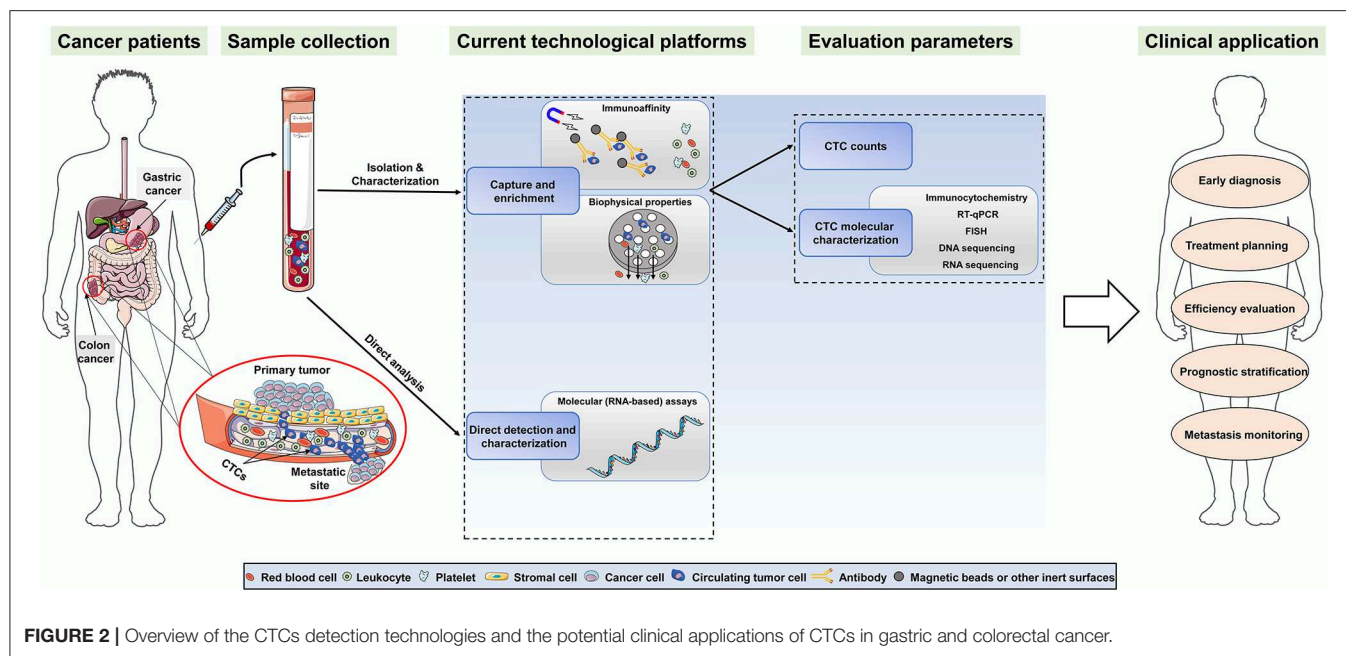 Cancer patients
Sample collection
Current technological platforms
Evaluation parameters
Clinical application
Gastric
cancer
Colon
cancer
Primary tumor
CTCs
Metastatic
site
Isolation &
Characterization
Direct analysis
Immunoaffinity
Capture and
enrichment
Biophysical properties
Molecular (RNA-based) assays
Direct detection and
characterization
CTC counts
CTC molecular
characterization
Immunocytochemistry
RT-qPCR
FISH
DNA sequencing
RNA sequencing
Early diagnosis
Treatment planning
Efficiency evaluation
Prognostic stratification
Metastasis monitoring
Red blood cell
Leukocyte
Platelet
Stromal cell
Cancer cell
Circulating tumor cell
Antibody
Magnetic beads or other inert surfaces
FIGURE 2 | Overview of the CTCs detection technologies and the potential clinical applications of CTCs in gastric and colorectal cancer.